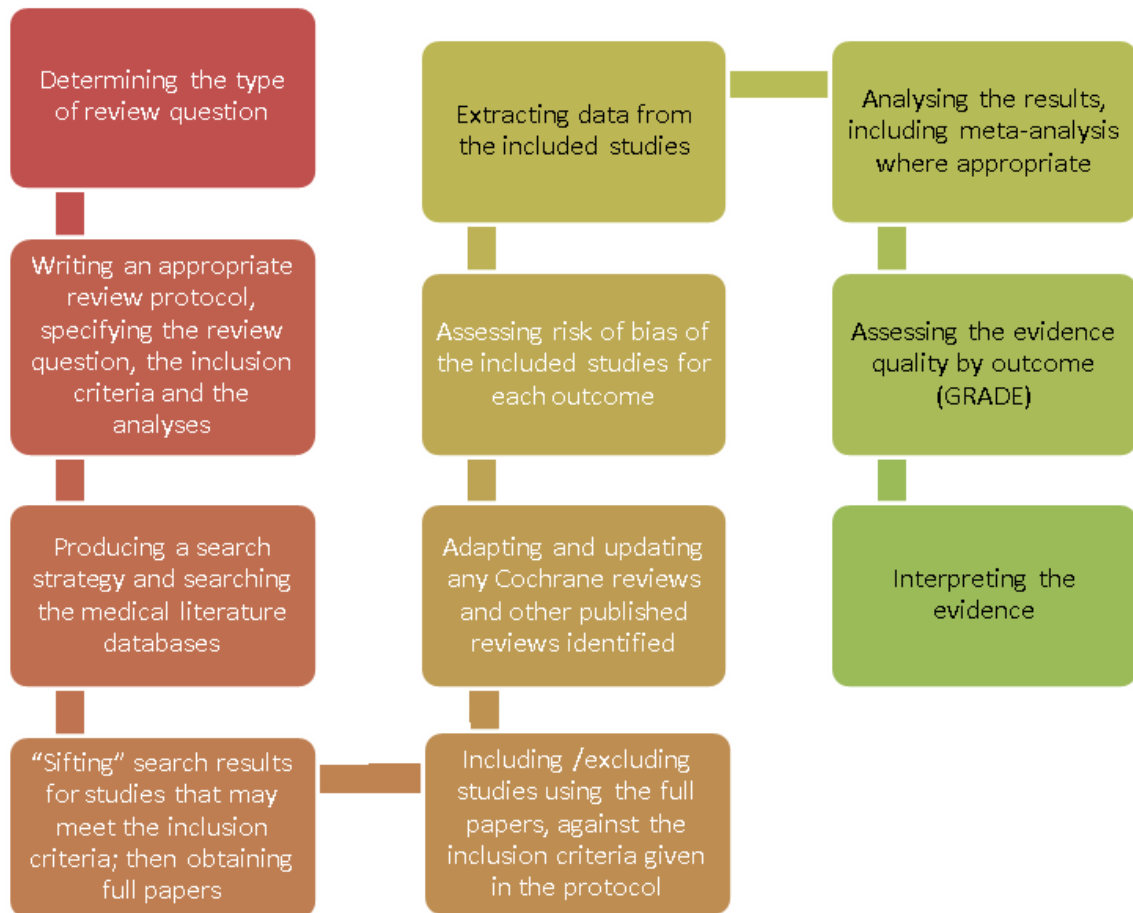 Determining the type
of review question
Writing an appropriate
review protocol,
specifying the review
question, the inclusion
criteria and the
analyses
Producing a search
strategy and searching
the medical literature
databases
“Sifting” search results
for studies that may
meet the inclusion
criteria; then obtaining
full papers
Including /excluding
studies using the full
papers, against the
inclusion criteria given
in the protocol
Adapting and updating
any Cochrane reviews
and other published
reviews identified
Assessing risk of bias of
the included studies for
each outcome
Extracting data from
the included studies
Analysing the results,
including meta-analysis
where appropriate
Assessing the evidence
quality by outcome
(GRADE)
Interpreting the
evidence